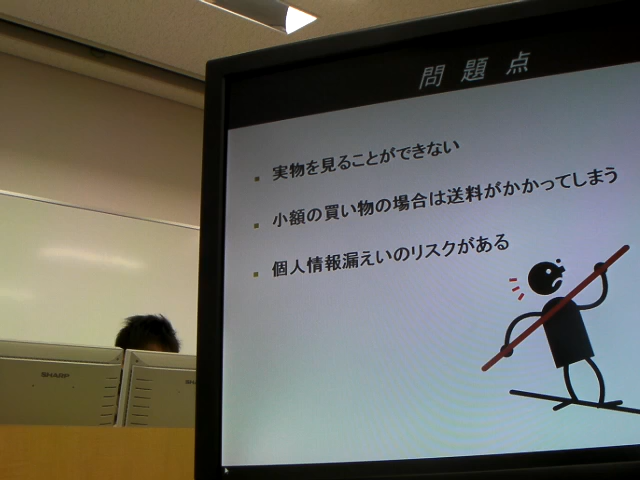 問題点
実物を見ることができない
小額の買い物の場合は送料がかかってしまう
個人情報漏えいのリスクがある
SHARP
SHARP